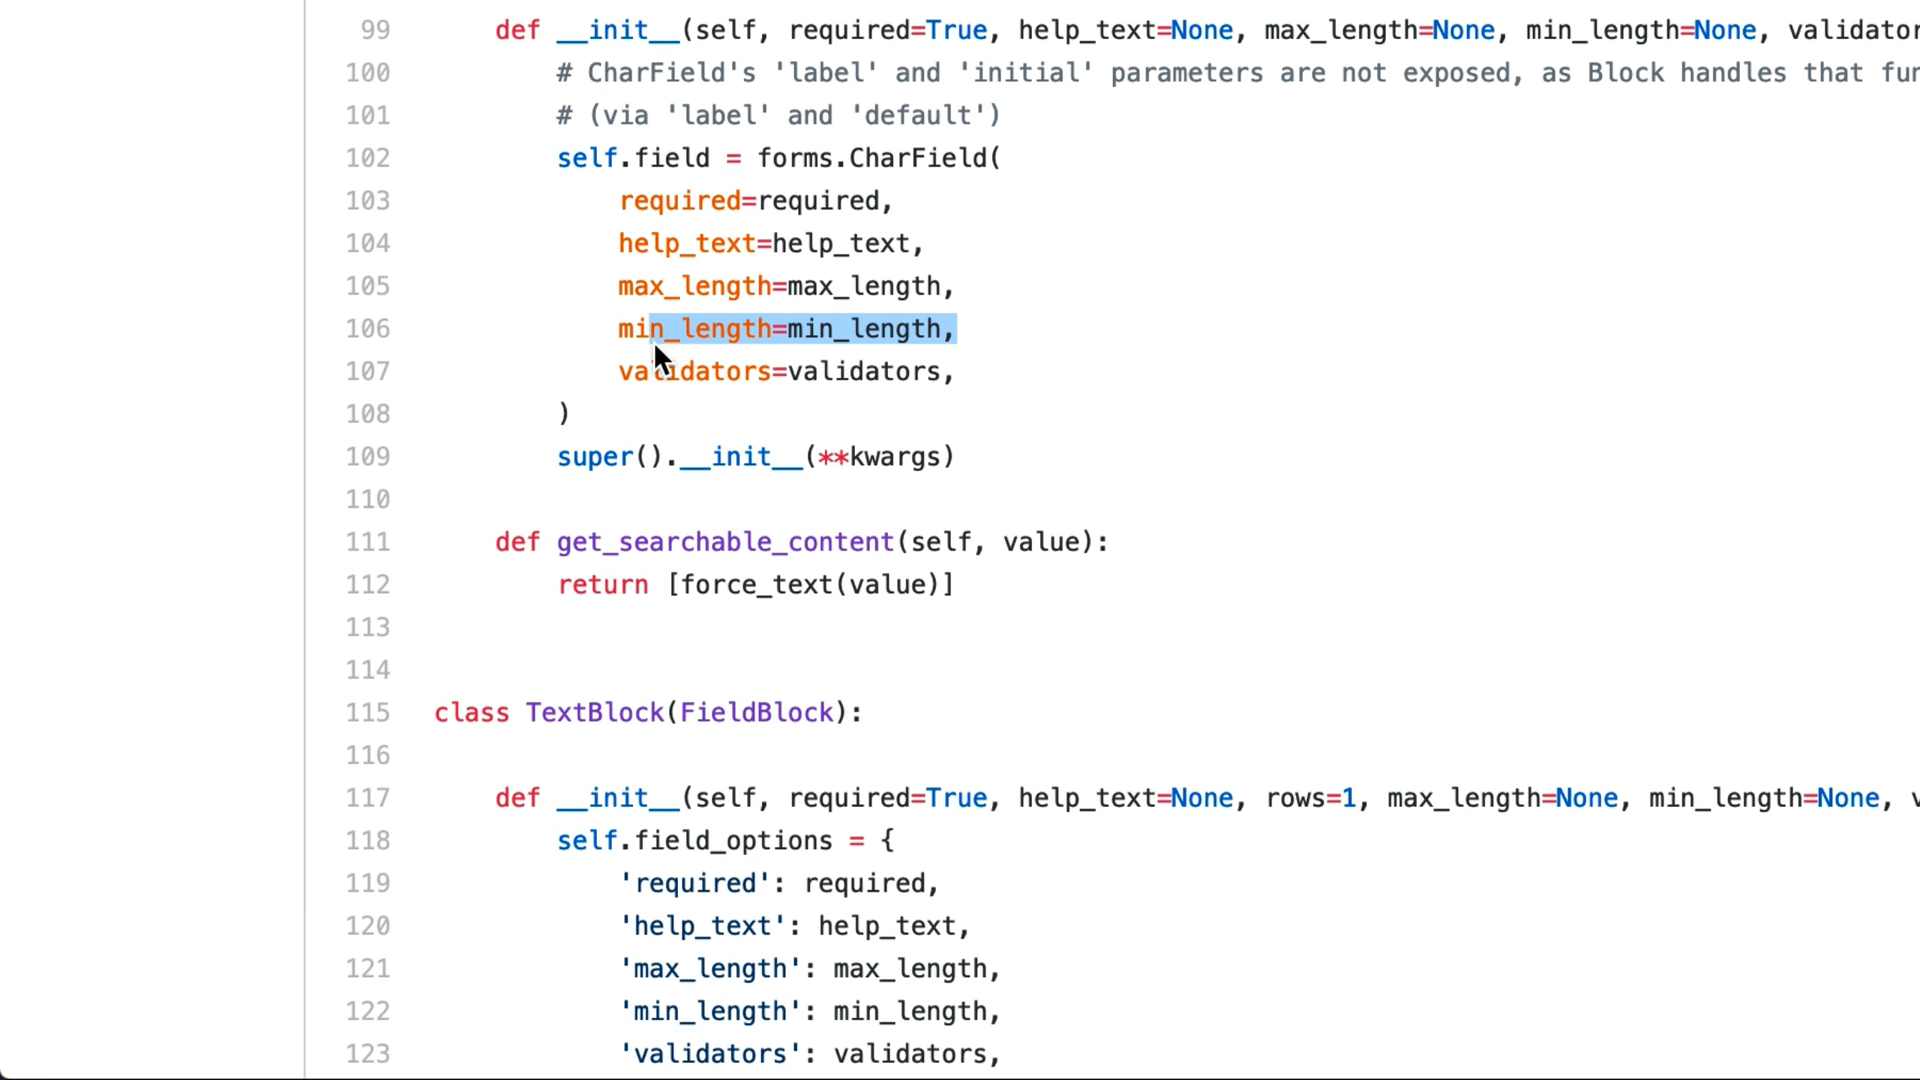 99 def __init__(self, required=True, help_text=None, max_length=None, min_length=None,
100 # CharField's 'label' and 'initial' parameters are not exposed, as Block handles that
101 # (via 'label' and 'default')
102 self.field = forms.CharField(
103 required=required,
104 help_text=help_text,
105 max_length=max_length,
106 min_length=min_length,
107 validators=validators,
108 )
109 super().__init__(**kwargs)
110
111 def get_searchable_content(self, value):
112 return [force_text(value)]
113
114
115 class TextBlock(FieldBlock):
116
117 def __init__(self, required=True, help_text=None, rows=1, max_length=None, min_length=None,
118 self.field_options = {
119 'required': required,
120 'help_text': help_text,
121 'max_length': max_length,
122 'min_length': min_length,
123 'validators': validators,